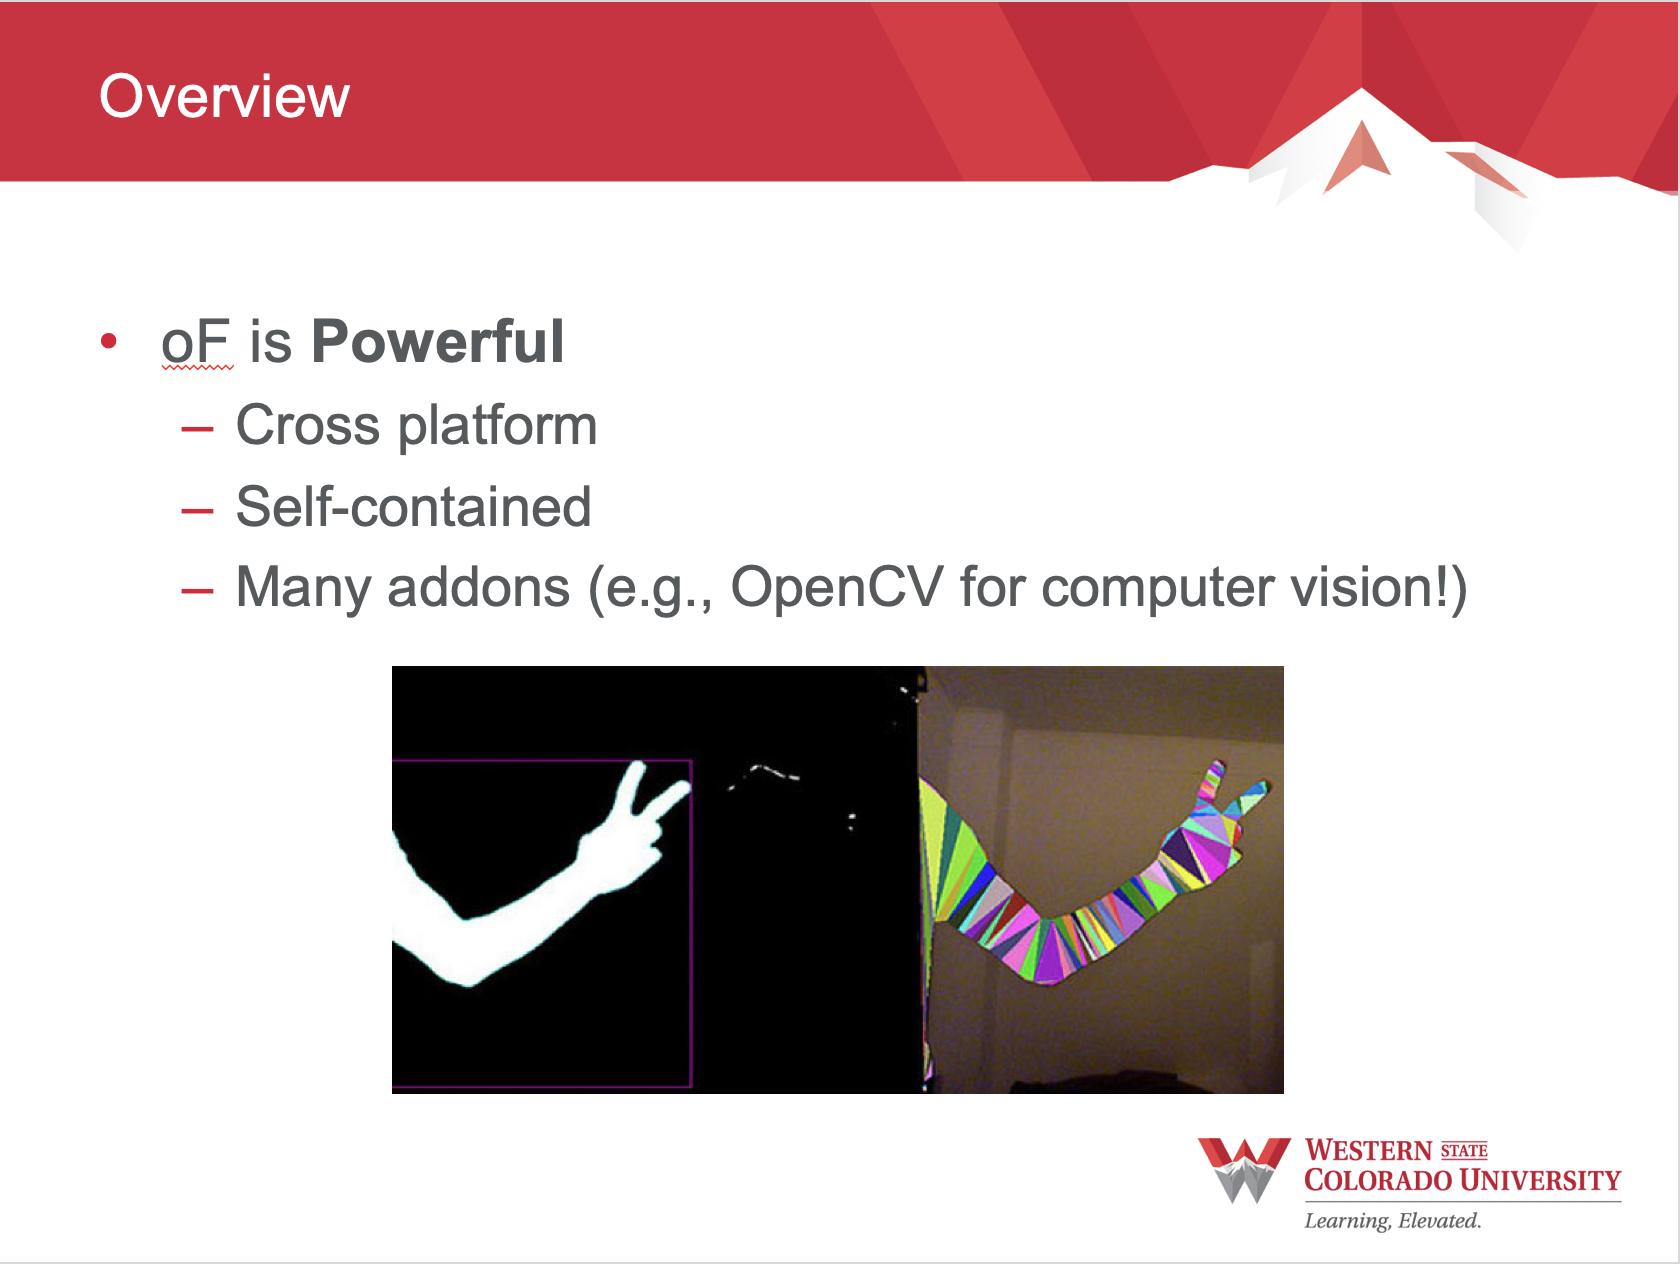 Overview
• oF is Powerful
– Cross platform
– Self-contained
– Many addons (e.g., OpenCV for computer vision!)
WESTERN STATE
COLORADO UNIVERSITY
Learning, Elevated.